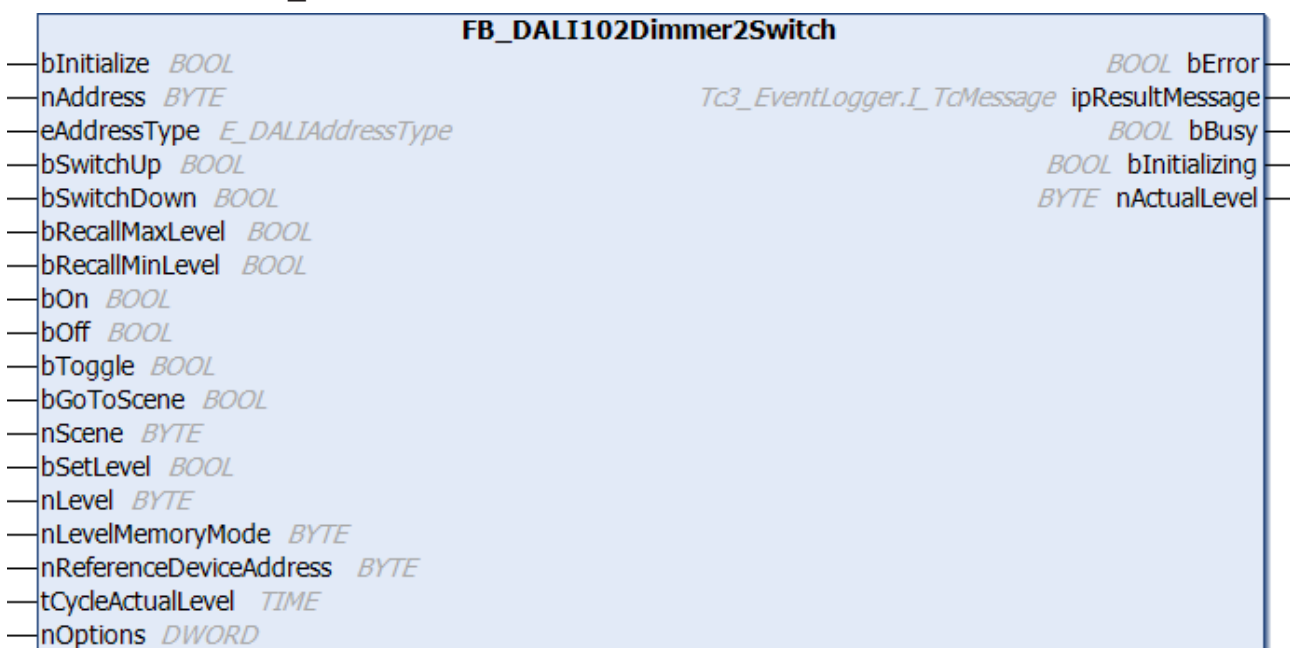 FB_DALI102Dimmer2Switch
bInitialize BOOL BOOL bError
nAddress BYTE Tc3_EventLogger.I_TcMessage ipResultMessage
eAddressType E_DALIAddressType BOOL bBusy
bSwitchUp BOOL BOOL bInitializing
bSwitchDown BOOL BYTE nActualLevel
bRecallMaxLevel BOOL
bRecallMinLevel BOOL
bOn BOOL
bOff BOOL
bToggle BOOL
bGoToScene BOOL
nScene BYTE
bSetLevel BOOL
nLevel BYTE
nLevelMemoryMode BYTE
nReferenceDeviceAddress BYTE
tCycleActualLevel TIME
nOptions DWORD